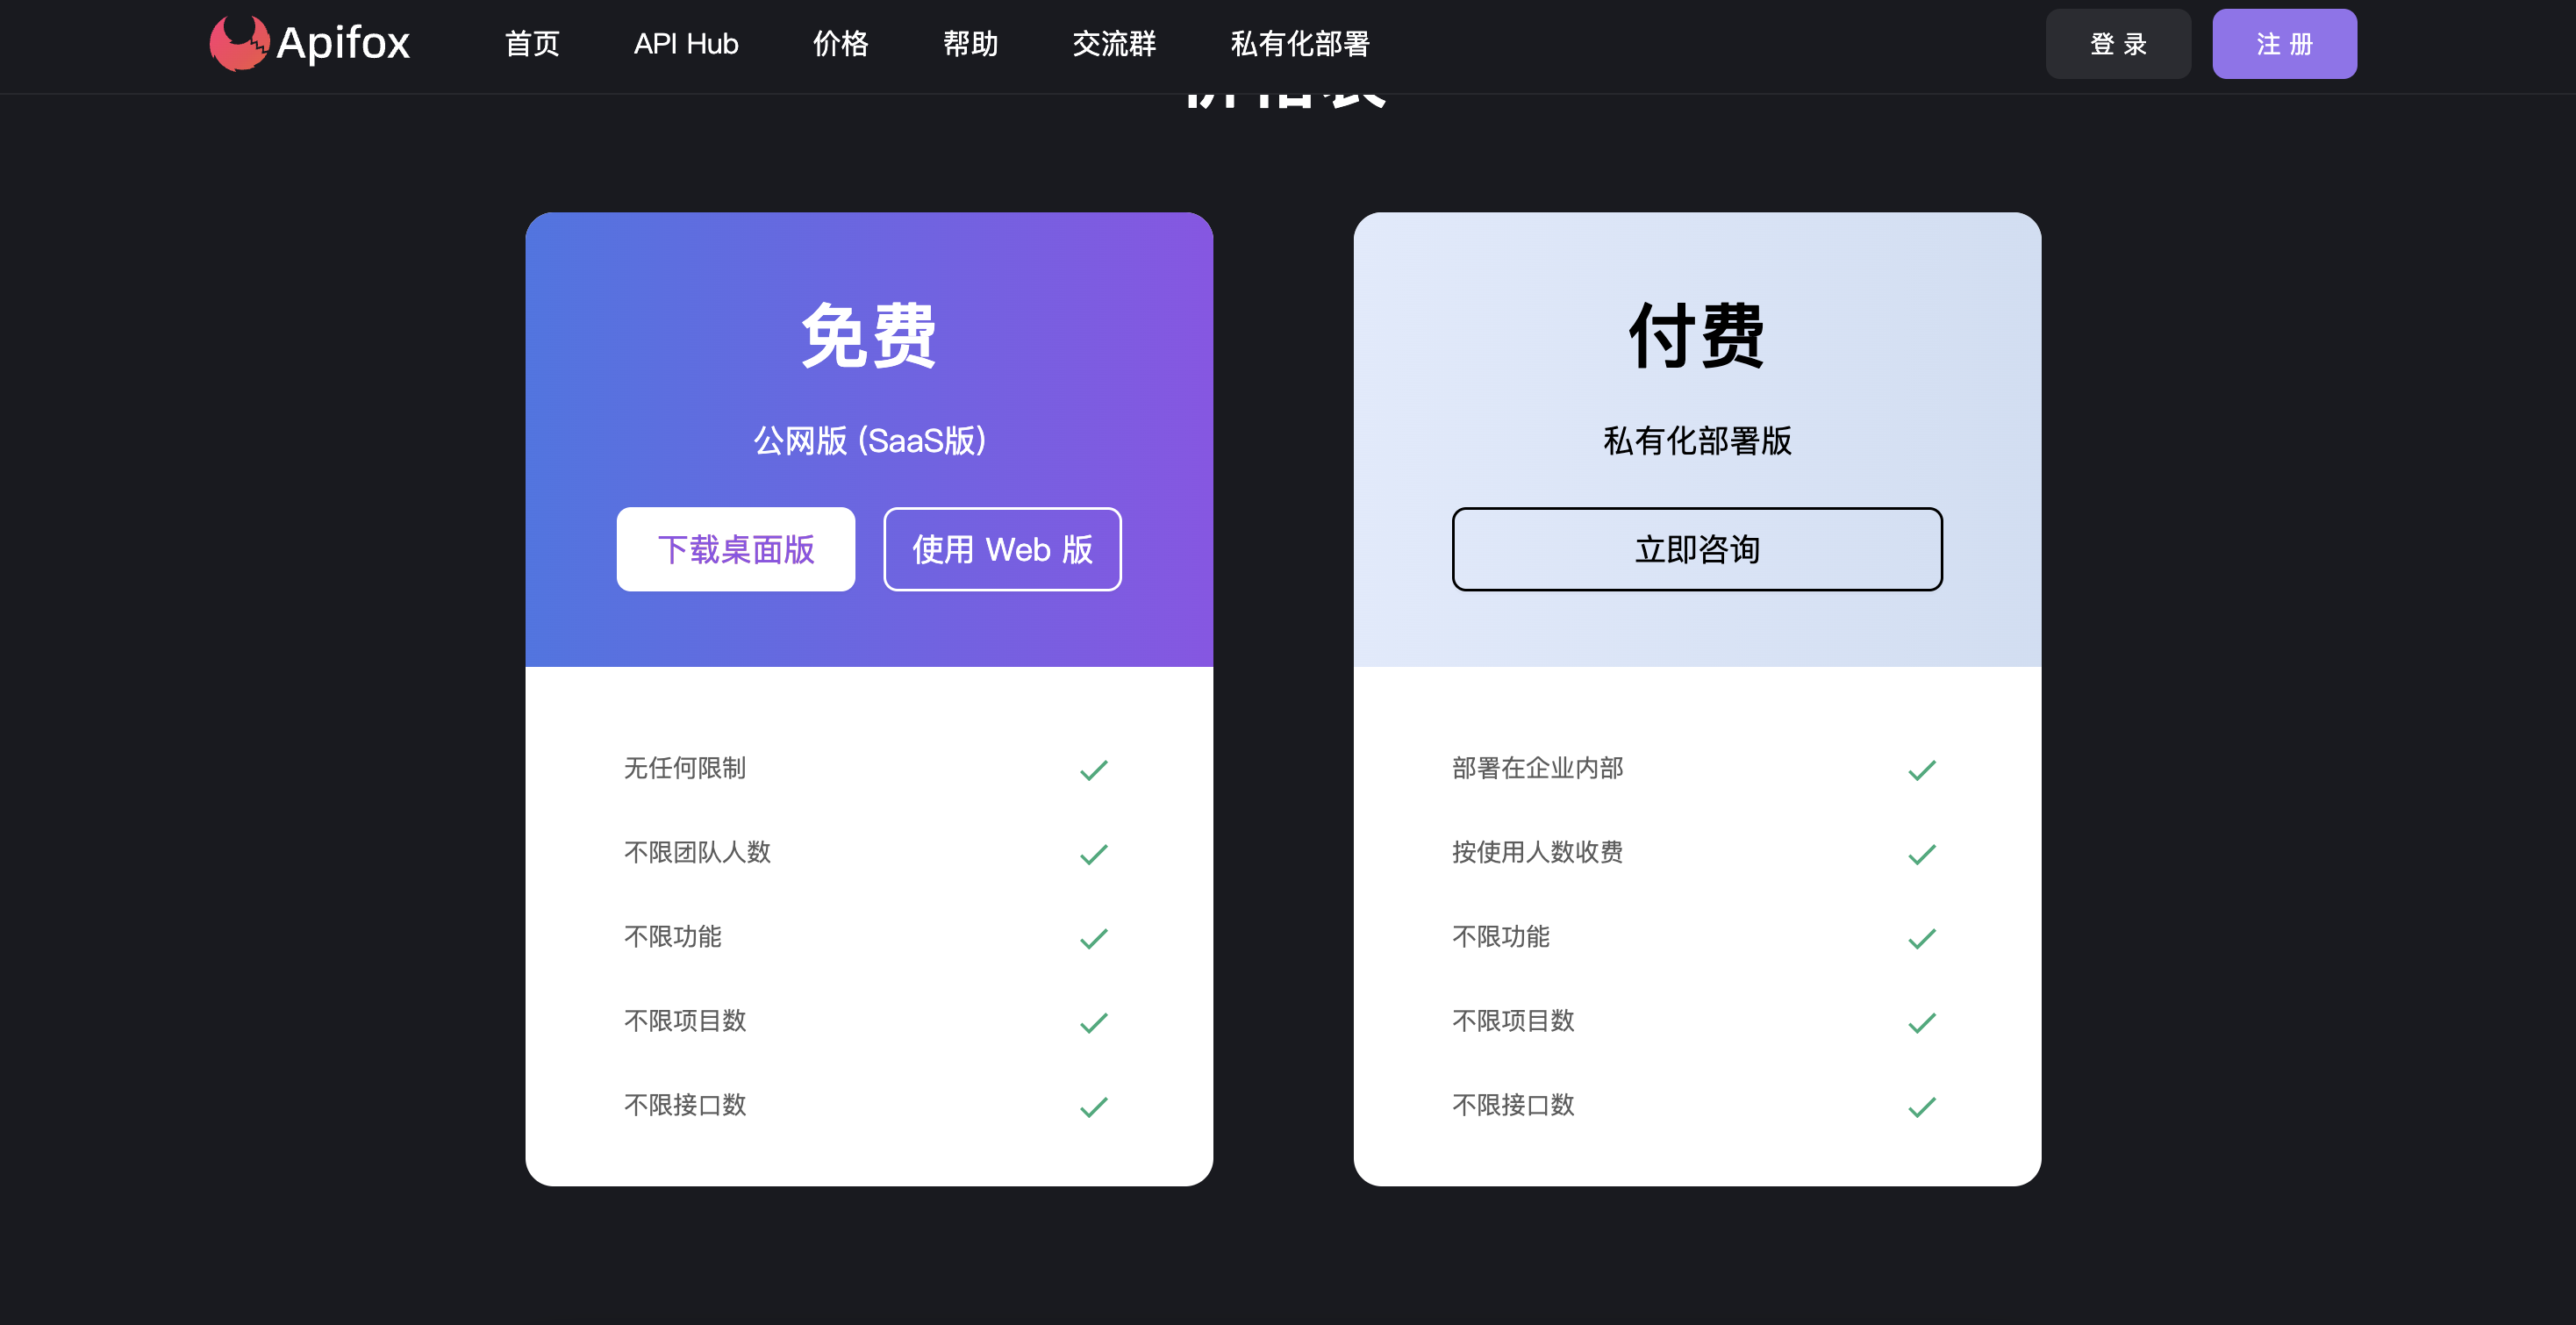 Apifox
首页 API Hub 价格 帮助 交流群 私有化部署
登 录 注 册
免费
公网版 (SaaS版)
下载桌面版 使用 Web 版
无任何限制
不限团队人数
不限功能
不限项目数
不限接口数
付费
私有化部署版
立即咨询
部署在企业内部
按使用人数收费
不限功能
不限项目数
不限接口数